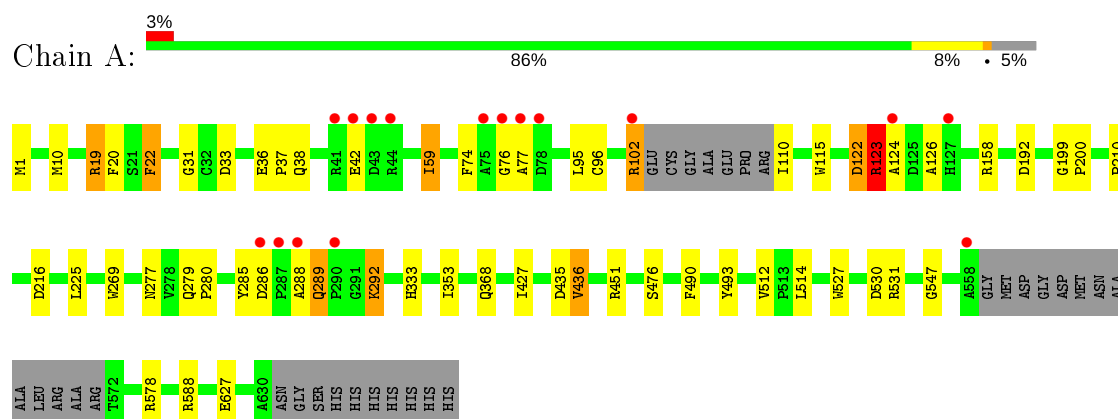 3%
Chain A:
86% 8% • 5%
M1 M10 R19 F20 S21 F22 G31 C32 D33 E36 P37 Q38 R41 E42 D43 R44 I59 F74 A75 G76 A77 D78 L95 C96 R102 GLU CYS GLY ALA GLU PRO ARG I110 W115 D122 R123 A124 D125 A126 H127 R158 D192 G199 P200
D216 L225 W269 N277 V278 Q279 P280 Y285 D286 P287 A288 Q289 P290 G291 K292 H333 I353 Q368 I427 D435 V436 R451 S476 F490 Y493 V512 P513 L514 W527 D530 R531 G547 A558 GLY MET ASP GLY ASP MET ASN ALA
ALA LEU ARG ALA ARG T572 R578 R588 E627 A630 ASN GLY SER HIS HIS HIS HIS HIS HIS